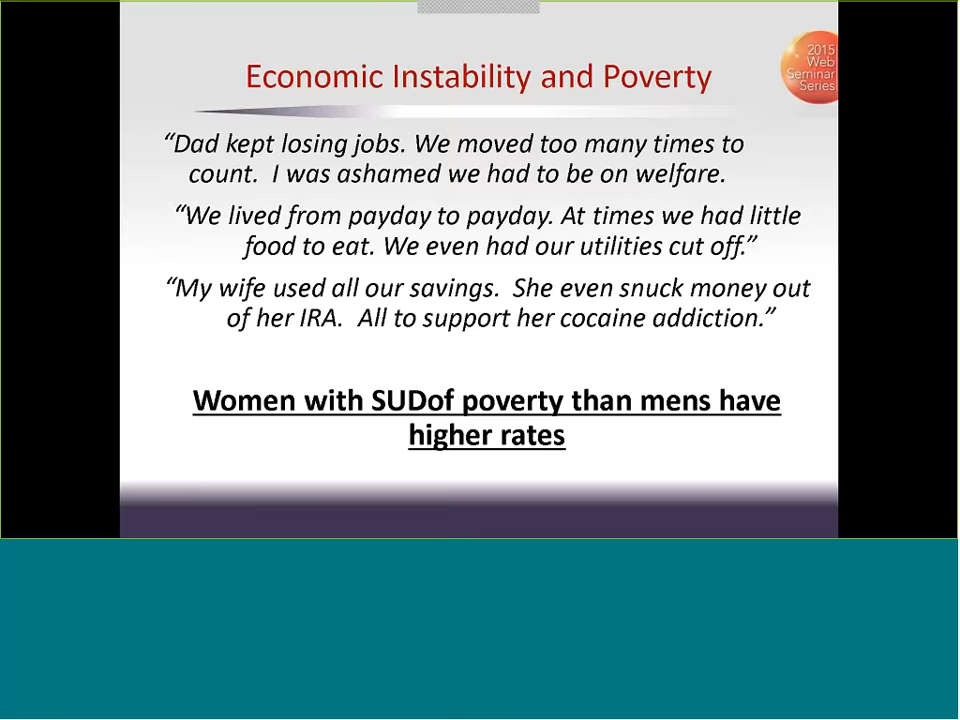 2015
Web
Seminar
Series
Economic Instability and Poverty
“Dad kept losing jobs. We moved too many times to
count.  I was ashamed we had to be on welfare.
“We lived from payday to payday. At times we had little
food to eat. We even had our utilities cut off.”
“My wife used all our savings.  She even snuck money out
of her IRA.  All to support her cocaine addiction.”
Women with SUDof poverty than mens have
higher rates